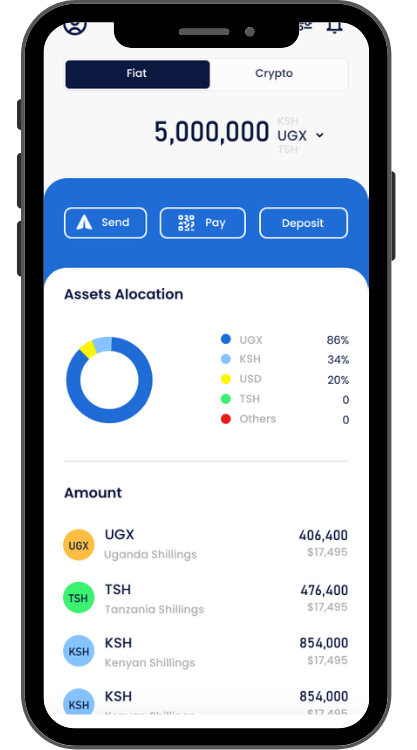 Fiat Crypto
KSH
5,000,000 UGX
TSH
Send Pay Deposit
Assets Alocation
UGX 86%
KSH 34%
USD 20%
TSH 0
Others 0
Amount
UGX UGX 406,400
Uganda Shillings $17,495
TSH TSH 476,400
Tanzania Shillings $17,495
KSH KSH 854,000
Kenyan Shillings $17,495
KSH KSH 854,000
Kenyan Shillings $17,495